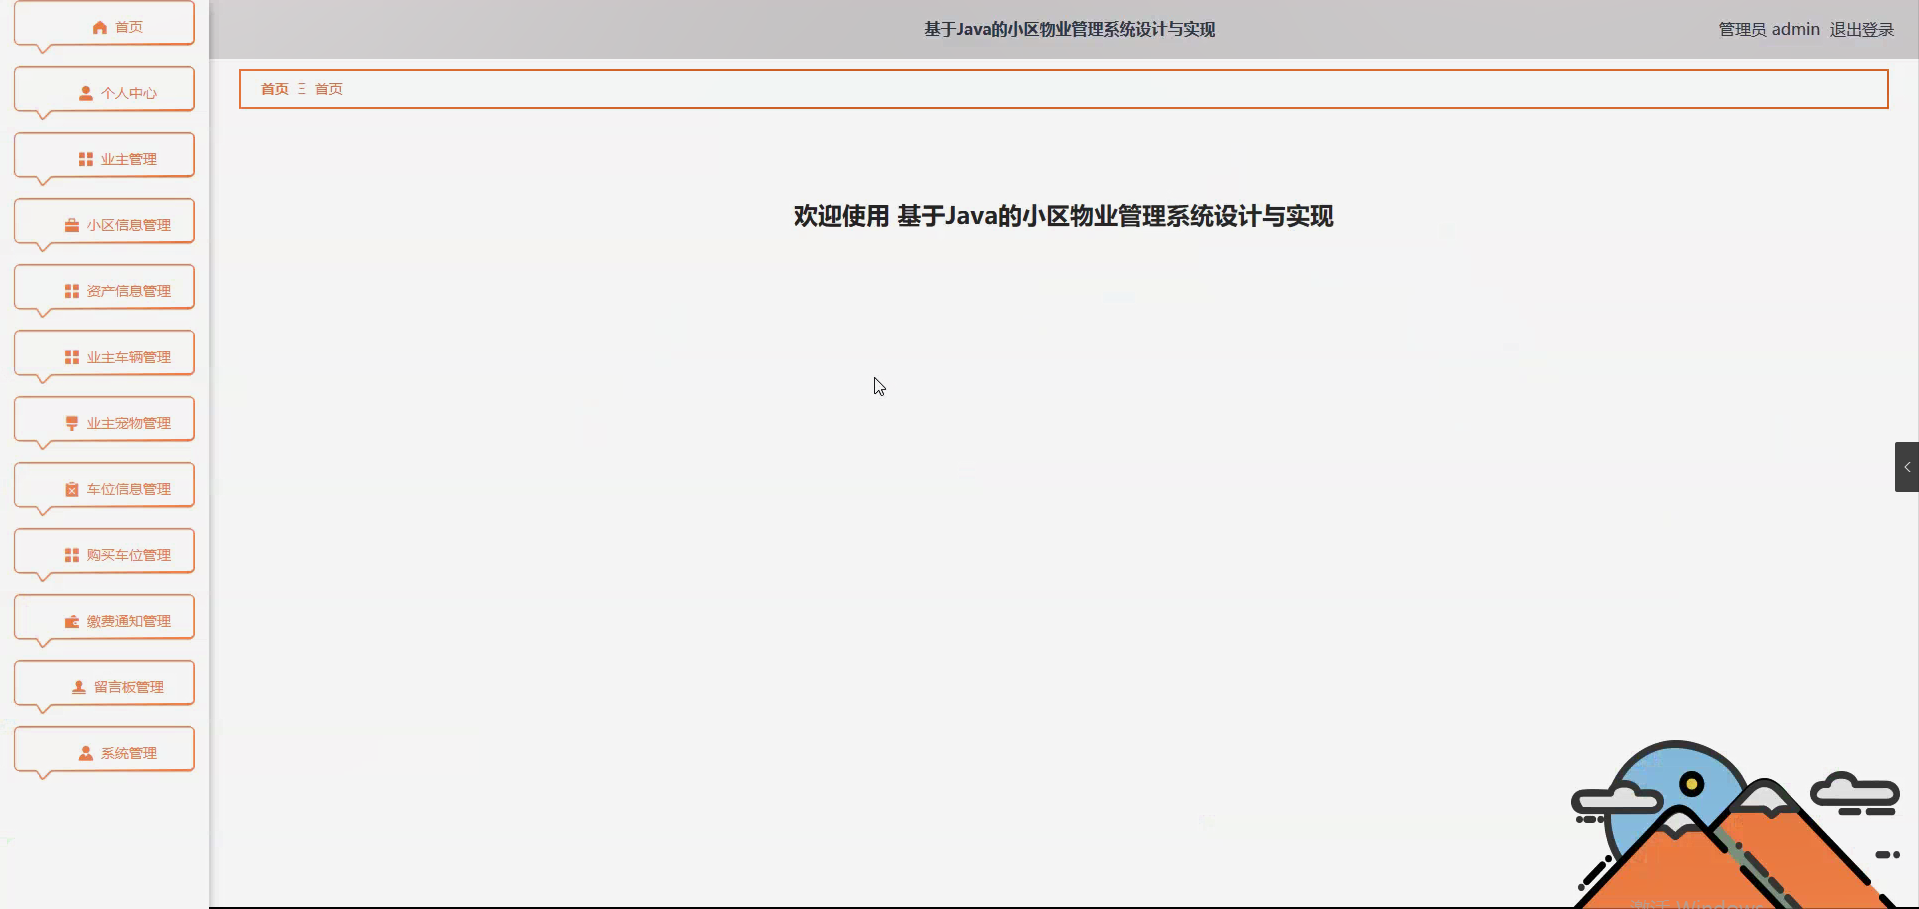 首页
个人中心
业主管理
小区信息管理
资产信息管理
业主车辆管理
业主宠物管理
车位信息管理
购买车位管理
缴费通知管理
留言板管理
系统管理
基于Java的小区物业管理系统设计与实现
管理员 admin 退出登录
首页 Ξ 首页
欢迎使用 基于Java的小区物业管理系统设计与实现
激活 Windows